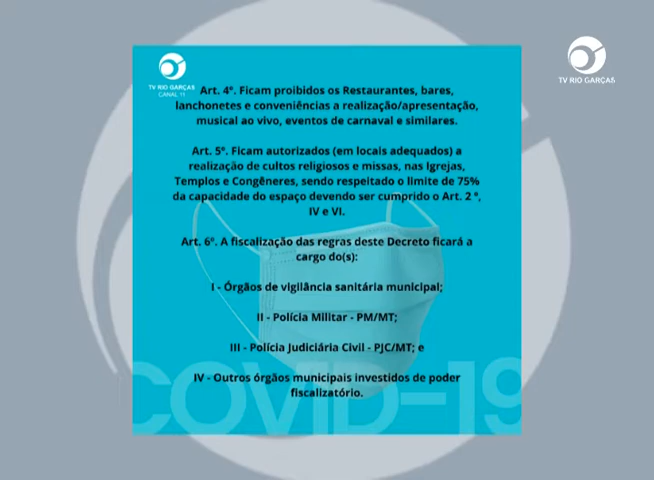 TV RIO GARÇAS
CANAL 11
TV RIO GARÇAS
Art. 4º. Ficam proibidos os Restaurantes, bares,
lanchonetes e conveniências a realização/apresentação,
musical ao vivo, eventos de carnaval e similares.
Art. 5º. Ficam autorizados (em locais adequados) a
realização de cultos religiosos e missas, nas Igrejas,
Templos e Congêneres, sendo respeitado o limite de 75%
da capacidade do espaço devendo ser cumprido o Art. 2 º,
IV e VI.
Art. 6º. A fiscalização das regras deste Decreto ficará a
cargo do(s):
I - Órgãos de vigilância sanitária municipal;
II - Polícia Militar - PM/MT;
III - Polícia Judiciária Civil - PJC/MT; e
IV - Outros órgãos municipais investidos de poder
fiscalizatório.
COVID-19